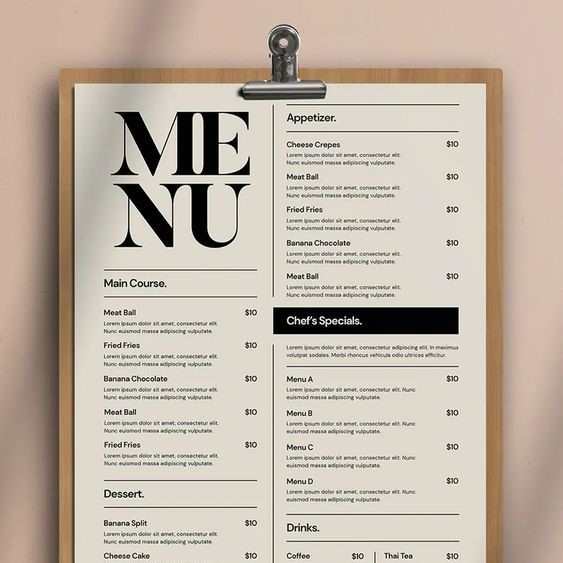 ME
NU
Main Course.
Meat Ball $10
Lorem ipsum dolor sit amet, consectetur elit.
Nunc euismod massa adipiscing vulputate.
Fried Fries $10
Lorem ipsum dolor sit amet, consectetur elit.
Nunc euismod massa adipiscing vulputate.
Banana Chocolate $10
Lorem ipsum dolor sit amet, consectetur elit.
Nunc euismod massa adipiscing vulputate.
Meat Ball $10
Lorem ipsum dolor sit amet, consectetur elit.
Nunc euismod massa adipiscing vulputate.
Fried Fries $10
Lorem ipsum dolor sit amet, consectetur elit.
Nunc euismod massa adipiscing vulputate.
Dessert.
Banana Split $10
Lorem ipsum dolor sit amet, consectetur elit.
Nunc euismod massa adipiscing vulputate.
Cheese Cake $10
Appetizer.
Cheese Crepes $10
Lorem ipsum dolor sit amet, consectetur elit.
Nunc euismod massa adipiscing vulputate.
Meat Ball $10
Lorem ipsum dolor sit amet, consectetur elit.
Nunc euismod massa adipiscing vulputate.
Fried Fries $10
Lorem ipsum dolor sit amet, consectetur elit.
Nunc euismod massa adipiscing vulputate.
Banana Chocolate $10
Lorem ipsum dolor sit amet, consectetur elit.
Nunc euismod massa adipiscing vulputate.
Meat Ball $10
Lorem ipsum dolor sit amet, consectetur elit.
Nunc euismod massa adipiscing vulputate.
Chef's Specials.
Lorem ipsum dolor sit amet, consectetur adipiscing elit. In maximus
volutpat sodales. Morbi rhoncus vehicula odio ultrices efficitur.
Menu A $10
Lorem ipsum dolor sit amet, consectetur elit. Nunc
euismod massa adipiscing vulputate.
Menu B $10
Lorem ipsum dolor sit amet, consectetur elit. Nunc
euismod massa adipiscing vulputate.
Menu C $10
Lorem ipsum dolor sit amet, consectetur elit. Nunc
euismod massa adipiscing vulputate.
Menu D $10
Lorem ipsum dolor sit amet, consectetur elit. Nunc
euismod massa adipiscing vulputate.
Drinks.
Coffee $10 Thai Tea $10